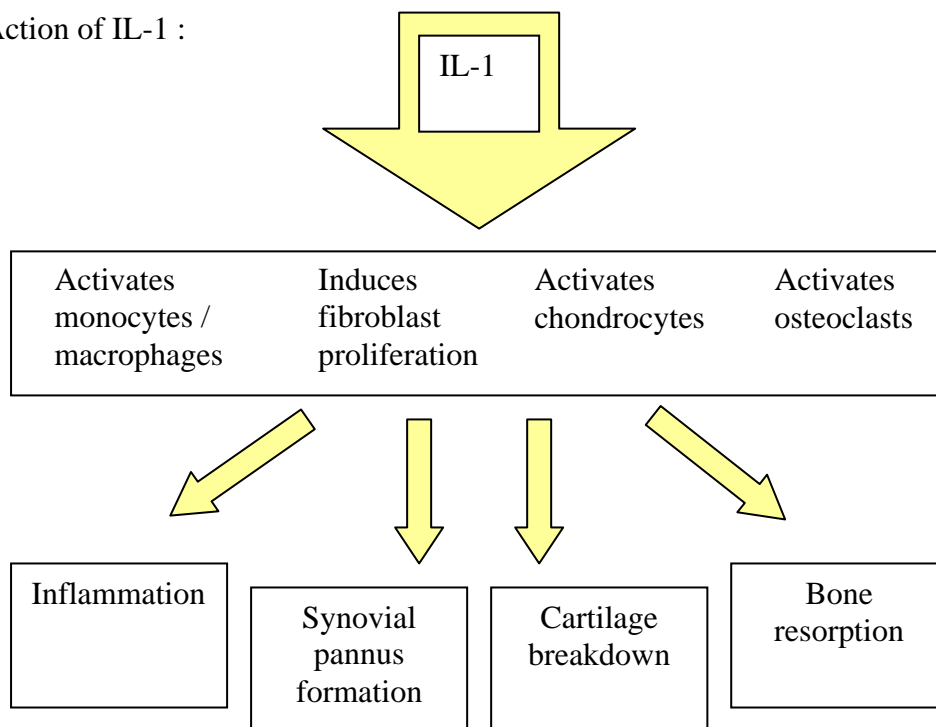 Action of IL-1 :
IL-1
Activates
monocytes /
macrophages
Induces
fibroblast
proliferation
Activates
chondrocytes
Activates
osteoclasts
Inflammation
Synovial
pannus
formation
Cartilage
breakdown
Bone
resorption